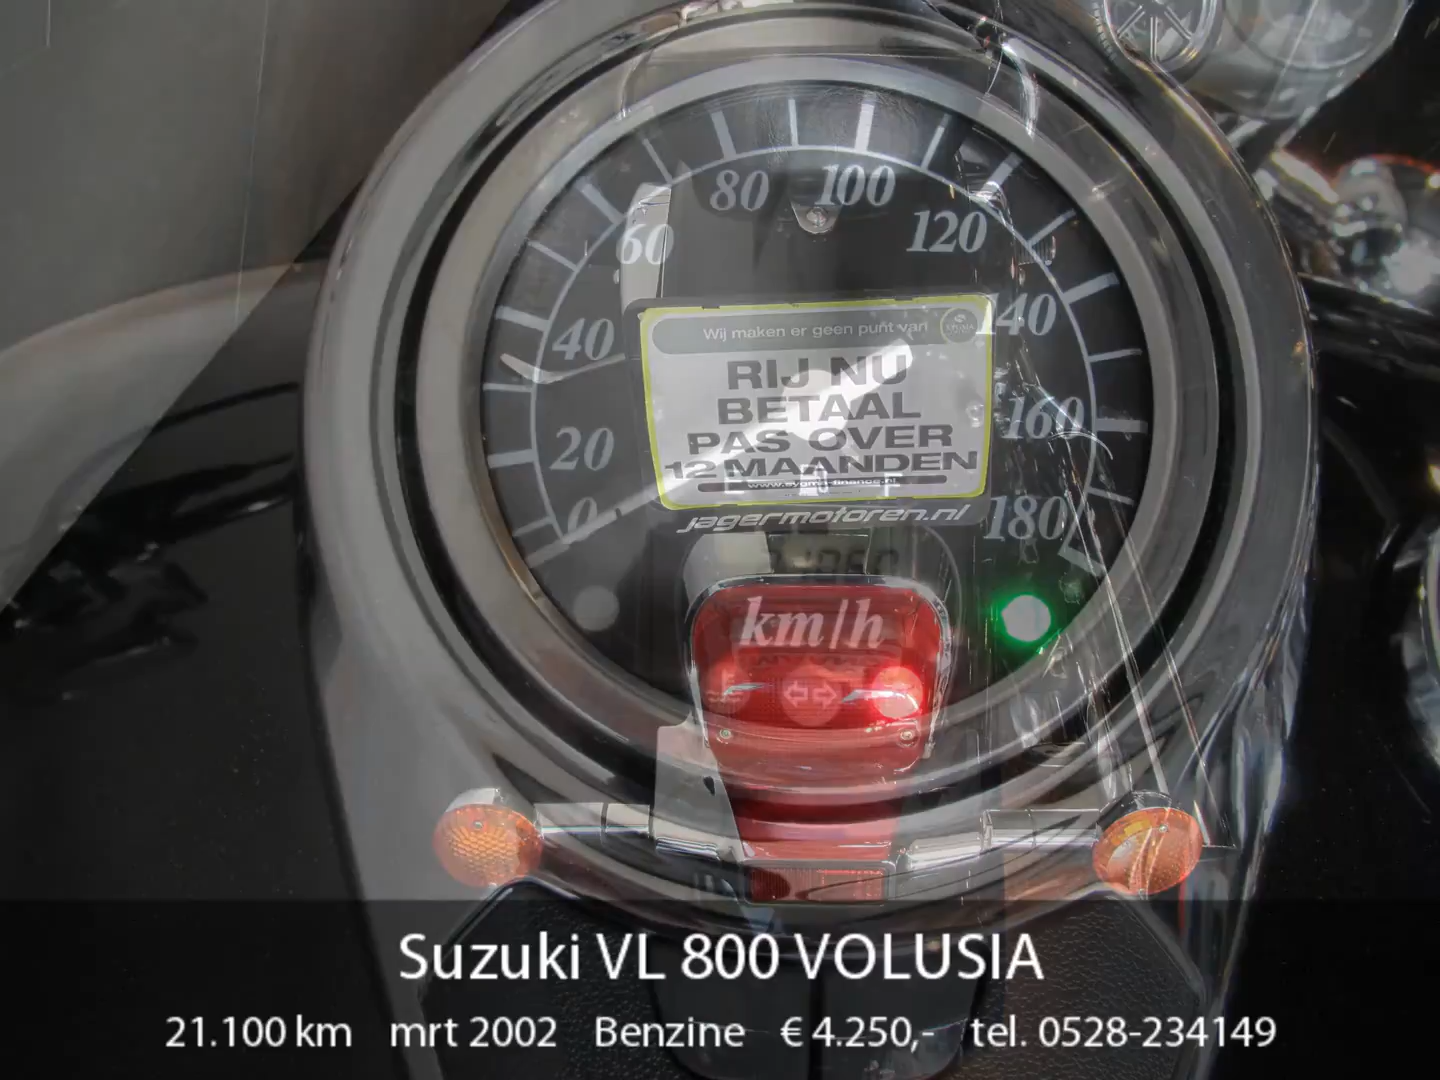 80 100
60 120
40 140
20 160
0 180
Wij maken er geen punt van
RIJ NU
BETAAL
PAS OVER
12 MAANDEN
E F
jagermotoren.nl
km/h
Suzuki VL 800 VOLUSIA
21.100 km mrt 2002 Benzine € 4.250,- tel. 0528-234149